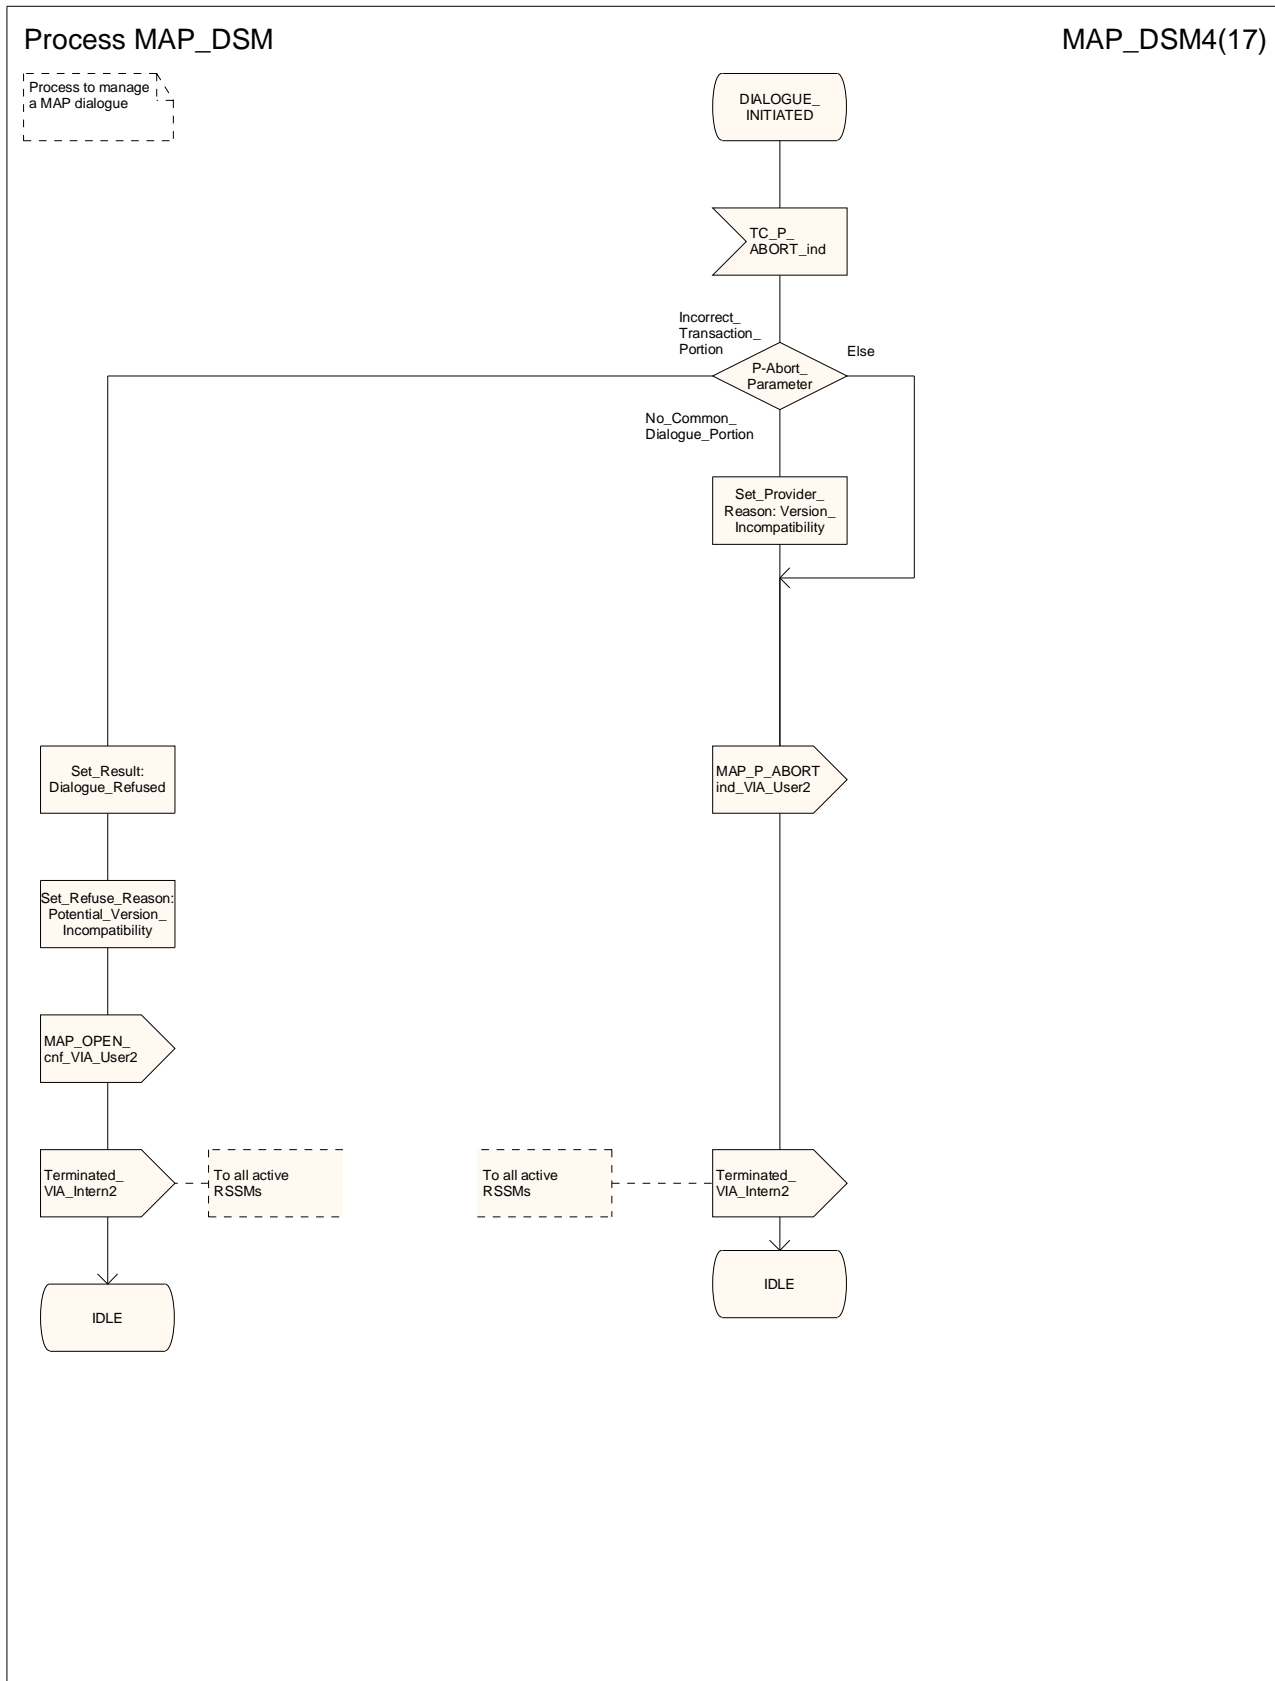 Process MAP_DSM
MAP_DSM4(17)
Process to manage
a MAP dialogue
DIALOGUE_
INITIATED
TC_P_
ABORT_ind
Incorrect_
Transaction_
Portion
Else
P-Abort_
Parameter
No_Common_
Dialogue_Portion
Set_Provider_
Reason: Version_
Incompatibility
Set_Result:
Dialogue_Refused
MAP_P_ABORT
ind_VIA_User2
Set_Refuse_Reason:
Potential_Version_
Incompatibility
MAP_OPEN_
cnf_VIA_User2
Terminated_
VIA_Intern2
To all active
RSSMs
To all active
RSSMs
Terminated_
VIA_Intern2
IDLE
IDLE